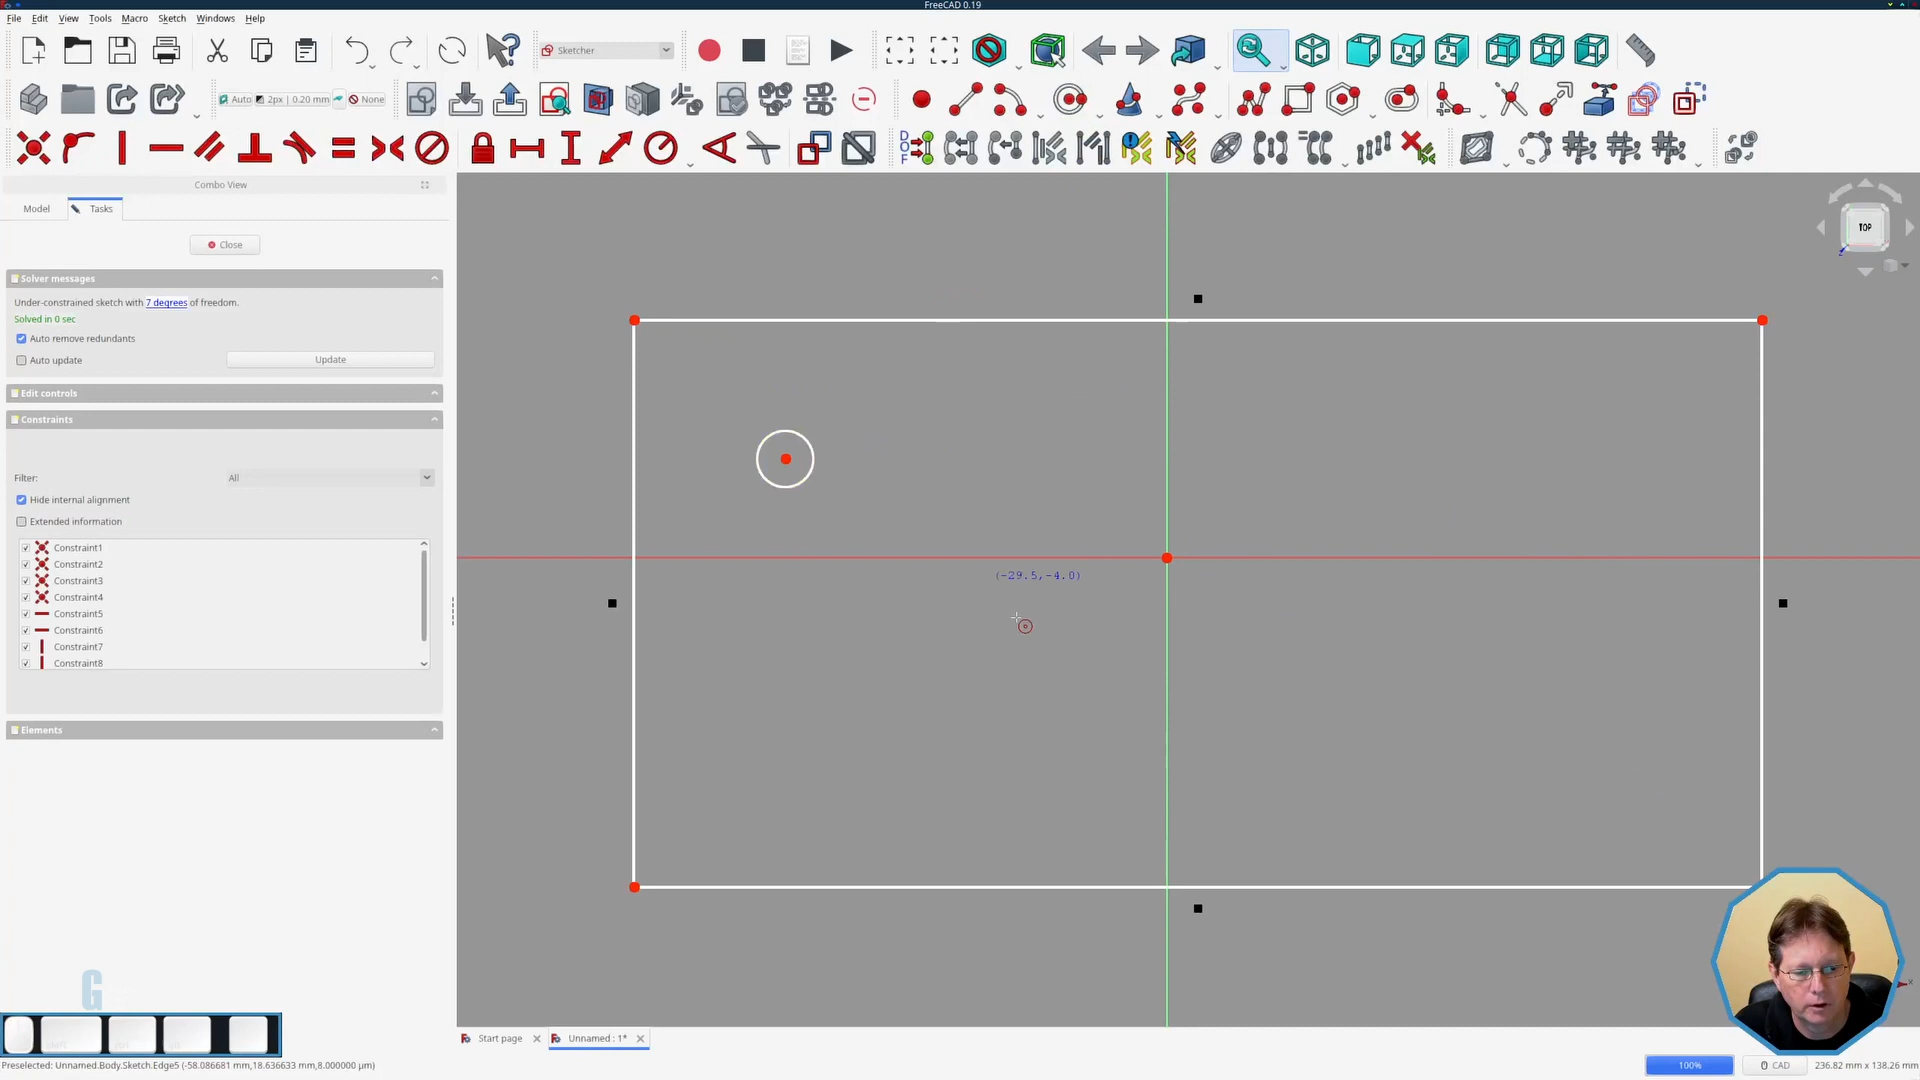 FreeCAD 0.19
File Edit View Tools Macro Sketch Windows Help
Sketcher
Auto 2px | 0.20 mm None
DOF
Combo View
Model Tasks
Close
Solver messages
Under-constrained sketch with 7 degrees of freedom.
Solved in 0 sec
Auto remove redundants
Auto update Update
Edit controls
Constraints
Filter: All
Hide internal alignment
Extended information
Constraint1
Constraint2
Constraint3
Constraint4
Constraint5
Constraint6
Constraint7
Constraint8
Elements
TOP
Z
(-29.5,-4.0)
G
Start page Unnamed : 1*
Preselected: Unnamed.Body.Sketch.Edge5 (-58.086681 mm,18.636633 mm,8.000000 µm)
100% CAD 236.82 mm x 138.26 mm